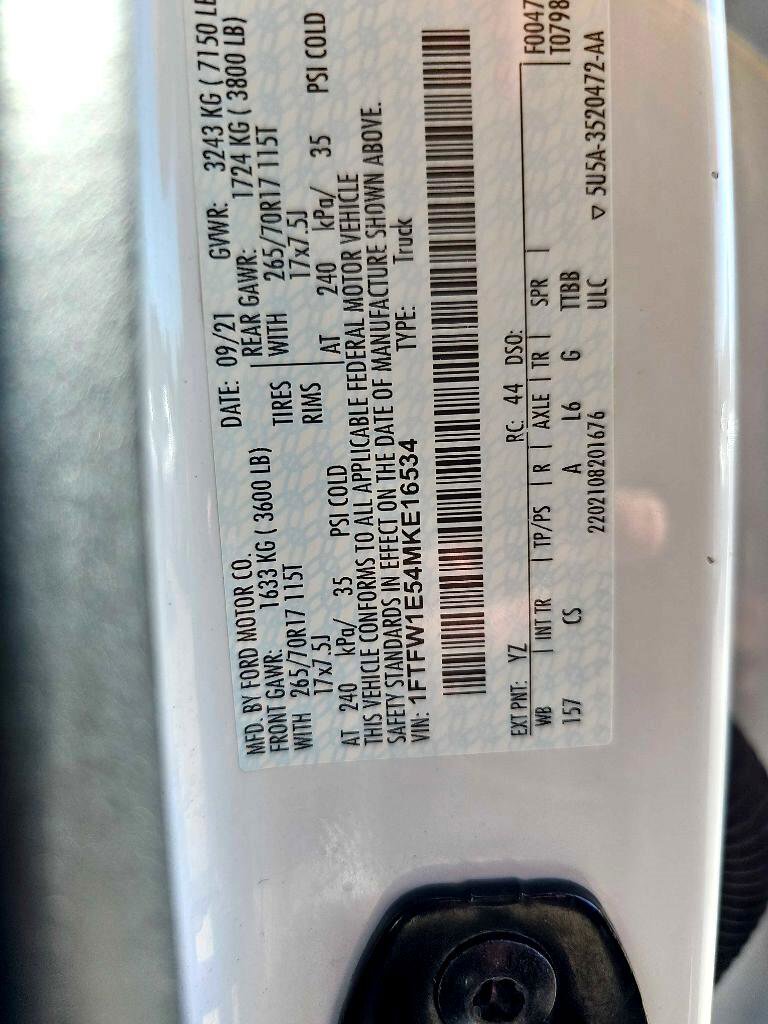 MFD. BY FORD MOTOR CO.
DATE: 09/21 GVWR: 3243 KG ( 7150 LB
FRONT GAWR: 1633 KG ( 3600 LB)
REAR GAWR: 1724 KG ( 3800 LB)
WITH 265/70R17 115T TIRES WITH 265/70R17 115T
17x7.5J RIMS 17x7.5J
AT 240 kPa/ 35 PSI COLD AT 240 kPa/ 35 PSI COLD
THIS VEHICLE CONFORMS TO ALL APPLICABLE FEDERAL MOTOR VEHICLE
SAFETY STANDARDS IN EFFECT ON THE DATE OF MANUFACTURE SHOWN ABOVE.
VIN: 1FTFW1E54MKE16534 TYPE: Truck
EXT PNT: YZ RC: 44 DSO: F0047
WB INT TR TP/PS R AXLE TR SPR T0798
157 CS A L6 G TTBB
2202108201676 ULC ▽ 5U5A-3520472-AA